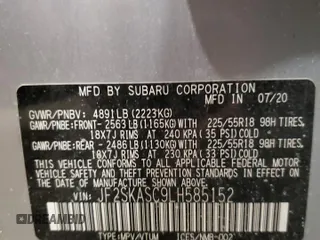 MFD BY SUBARU CORPORATION 07/20
GVWR/PNBV: 4891LB(2223KG)
GAWR/PNBE:FRONT- 2563 LB(1165KG)WITH 225/55R18 98H TIRES,
18X7J RIMS AT 240 KPA( 35 PSI) COLD
GAWR/PNBE:REAR -2486 LB(1130KG)WITH 225/55R18 98H TIRES,
18X7J RIMS AT 230 KPA( 33 PSI) COLD
THIS VEHICLE CONFORMS TO ALL APPLICABLE FEDERAL
MOTOR VEHICLE SAFETY, BUMPER, AND THEFT PREVENTION
STANDARDS IN EFFECT ON THE DATE OF MANUFACTURE SHOWN ABOVE.
VIN: JF2SKASC9LH585152
TYPE:MPV/VTUM ICES/NMB-002